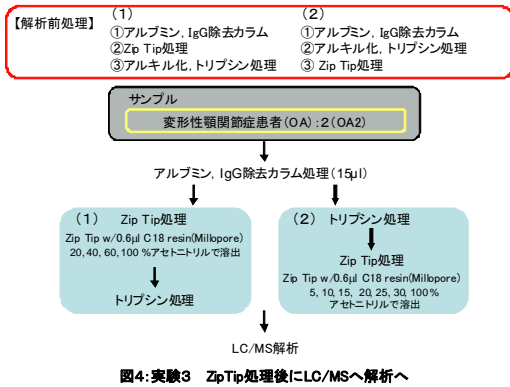 【解析前処理】
(1)
①アルブミン, IgG除去カラム
②Zip Tip処理
③アルキル化, トリプシン処理
(2)
①アルブミン, IgG除去カラム
②アルキル化, トリプシン処理
③ Zip Tip処理
サンプル
変形性顎関節症患者(OA):2(OA2)
アルブミン, IgG除去カラム処理(15μl)
(1) Zip Tip処理
Zip Tip w/0.6μl C18 resin(Millopore)
20, 40, 60, 100 %アセトニトリルで溶出
トリプシン処理
(2) トリプシン処理
Zip Tip処理
Zip Tip w/0.6μl C18 resin(Millopore)
5, 10, 15, 20, 25, 30, 100%
アセトニトリルで溶出
LC/MS解析
図4:実験3 ZipTip処理後にLC/MSへ解析へ